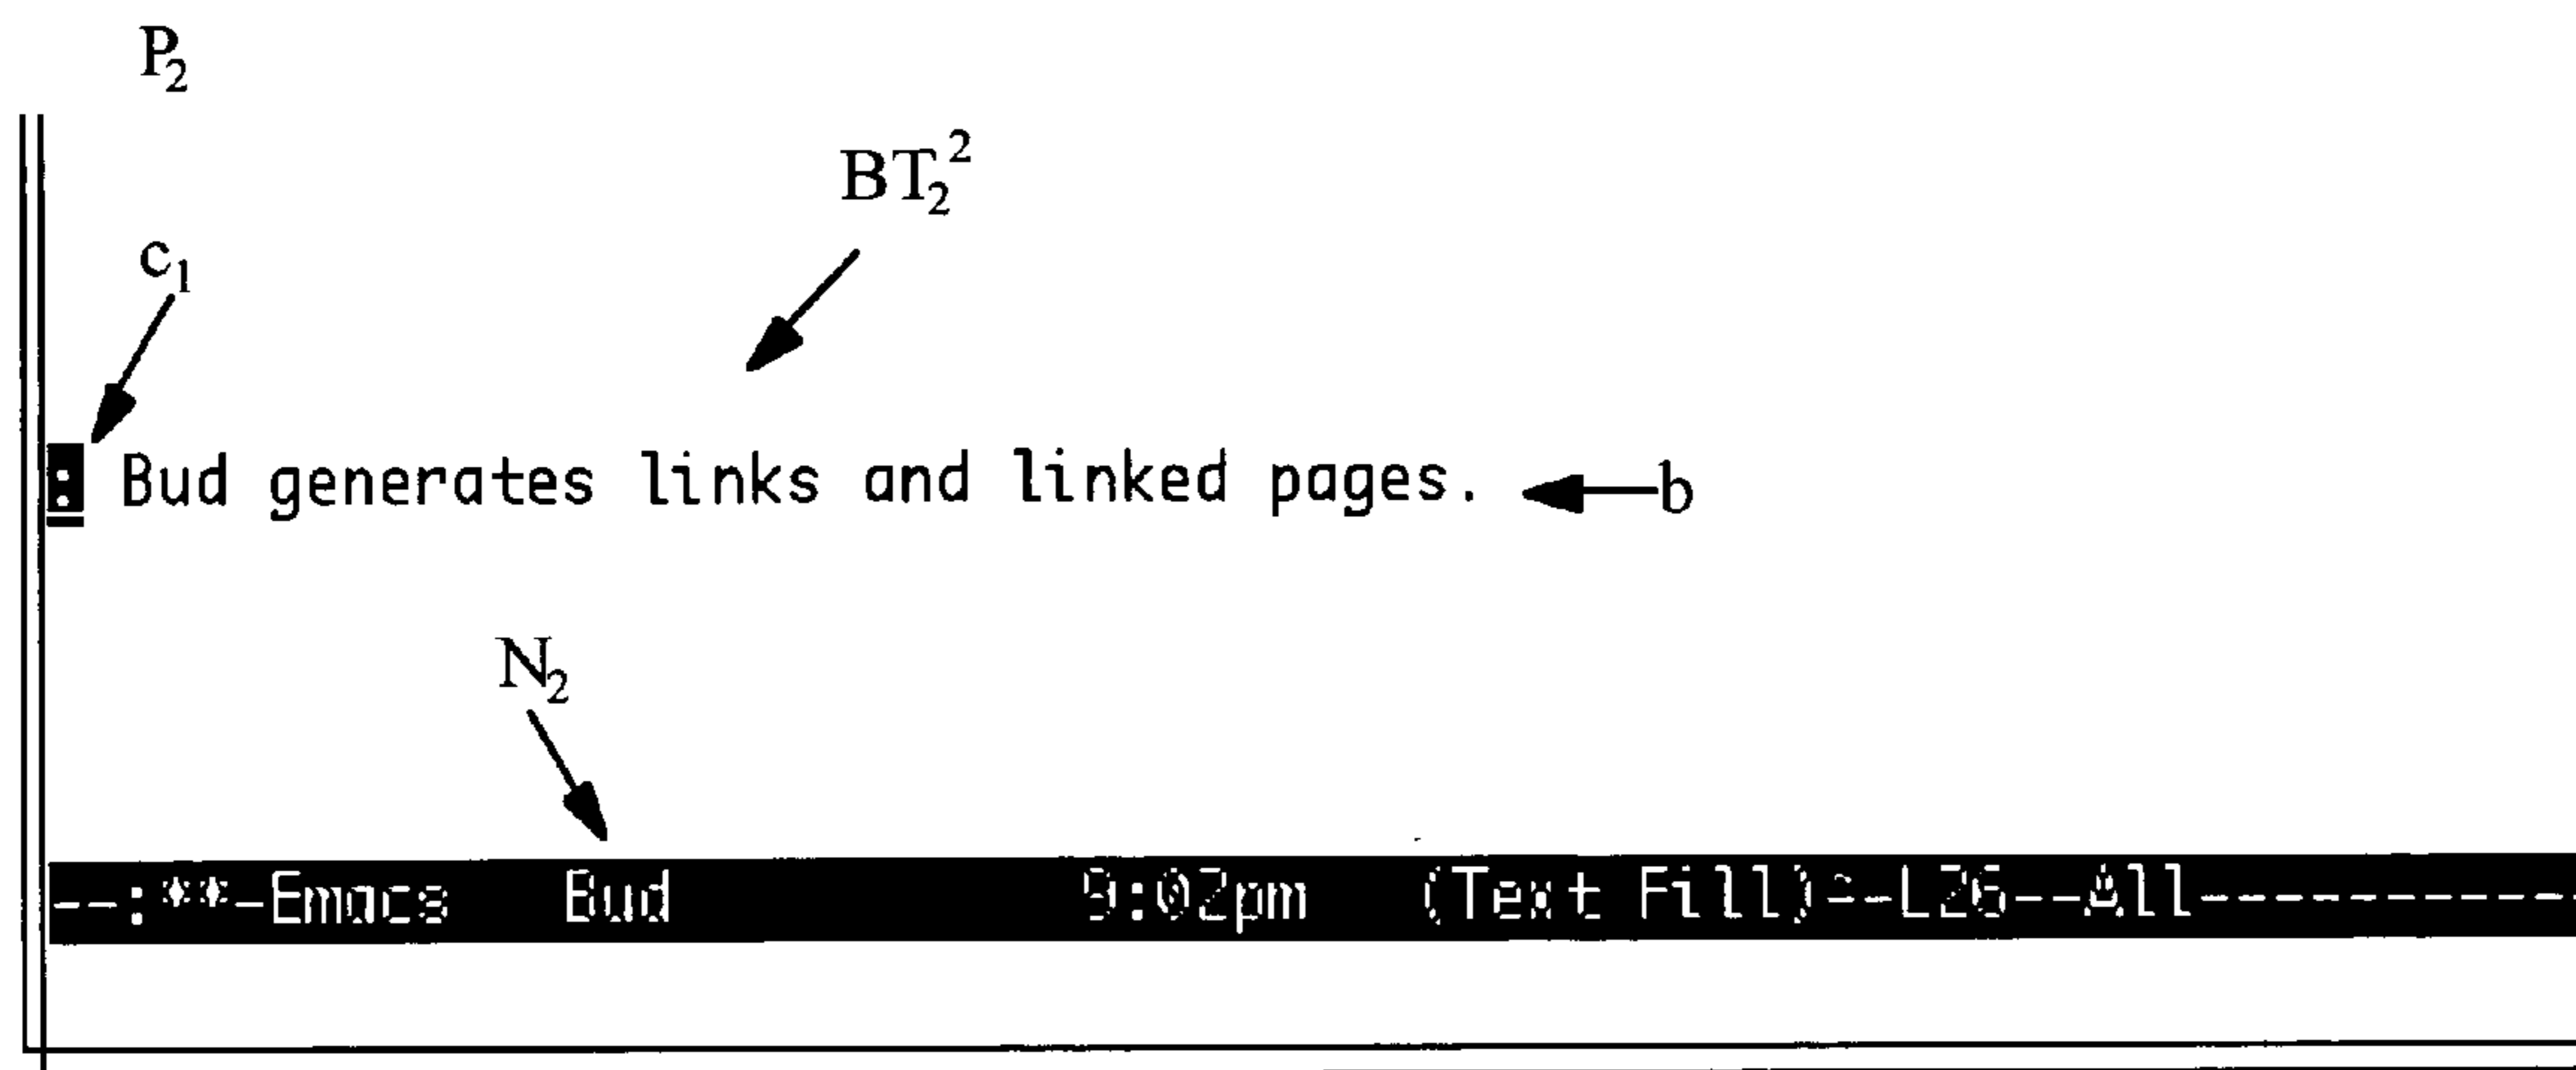 P₂
BT₂²
c₁
: Bud generates links and linked pages. b
N₂
--:**-Emacs Bud 9:02pm (Text Fill)--L26--All-----------